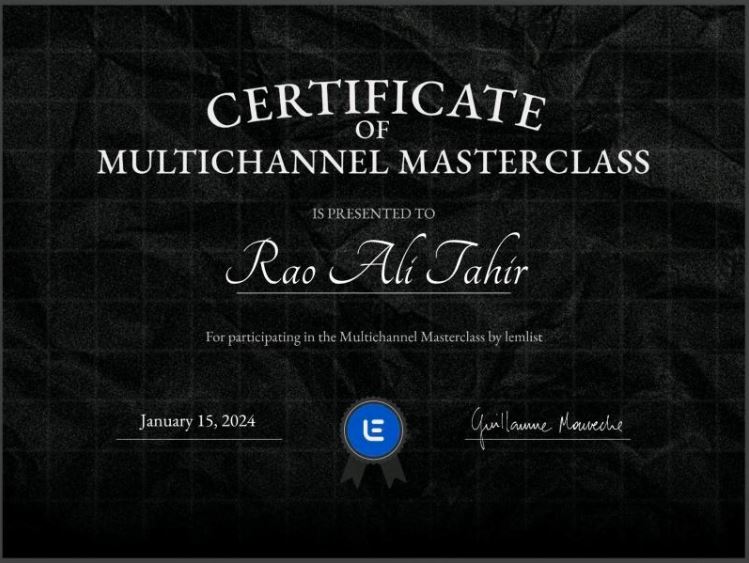 CERTIFICATE
OF
MULTICHANNEL MASTERCLASS
IS PRESENTED TO
Rao Ali Tahir
For participating in the Multichannel Masterclass by lemlist
January 15, 2024
Guillaume Moubeche